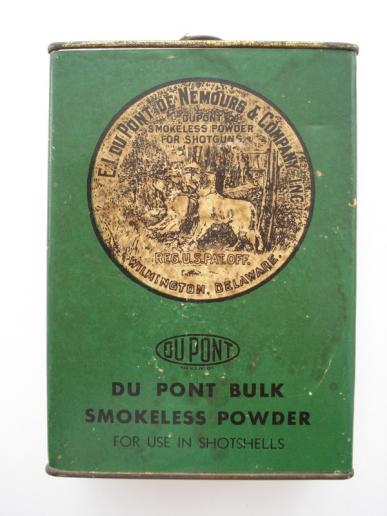 E.I. DU PONT DE NEMOURS & COMPANY, INC.
DUPONT
SMOKELESS POWDER
FOR SHOTGUNS
REG. U.S. PAT. OFF.
WILMINGTON, DELAWARE.
DU PONT
DU PONT BULK
SMOKELESS POWDER
FOR USE IN SHOTSHELLS